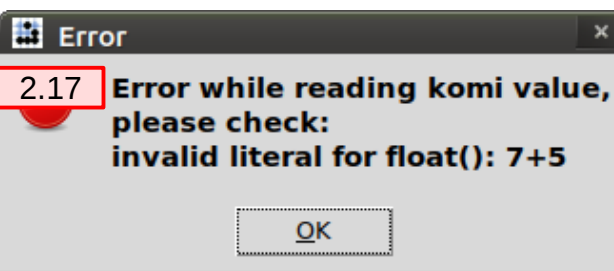 Error
2.17
Error while reading komi value,
please check:
invalid literal for float(): 7+5
OK